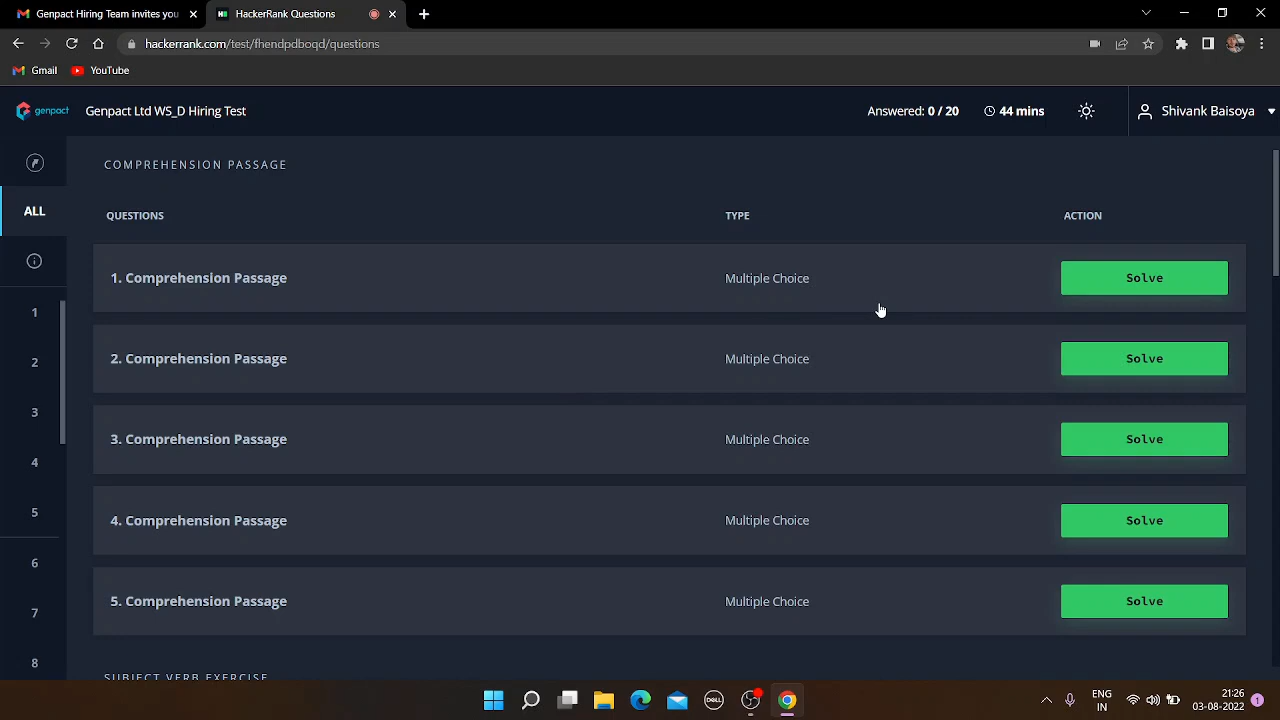 Genpact Hiring Team invites you
HackerRank Questions
hackerrank.com/test/fhendpdboqd/questions
Gmail
YouTube
genpact
Genpact Ltd WS_D Hiring Test
Answered: 0 / 20
44 mins
Shivank Baisoya
COMPREHENSION PASSAGE
ALL
QUESTIONS
TYPE
ACTION
1. Comprehension Passage
Multiple Choice
Solve
2. Comprehension Passage
Multiple Choice
Solve
3. Comprehension Passage
Multiple Choice
Solve
4. Comprehension Passage
Multiple Choice
Solve
5. Comprehension Passage
Multiple Choice
Solve
1
2
3
4
5
6
7
8
SUBJECT VERB EXERCISE
DELL
ENG
IN
21:26
03-08-2022
1